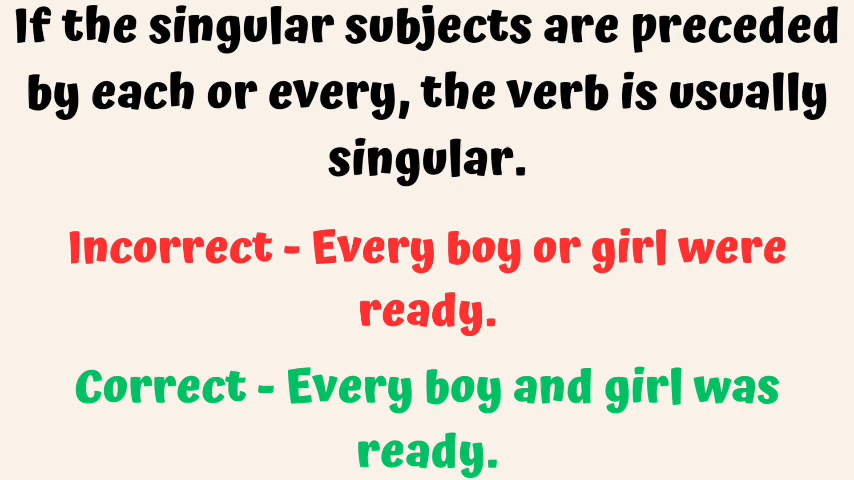 If the singular subjects are preceded
by each or every, the verb is usually
singular.
Incorrect - Every boy or girl were
ready.
Correct - Every boy and girl was
ready.